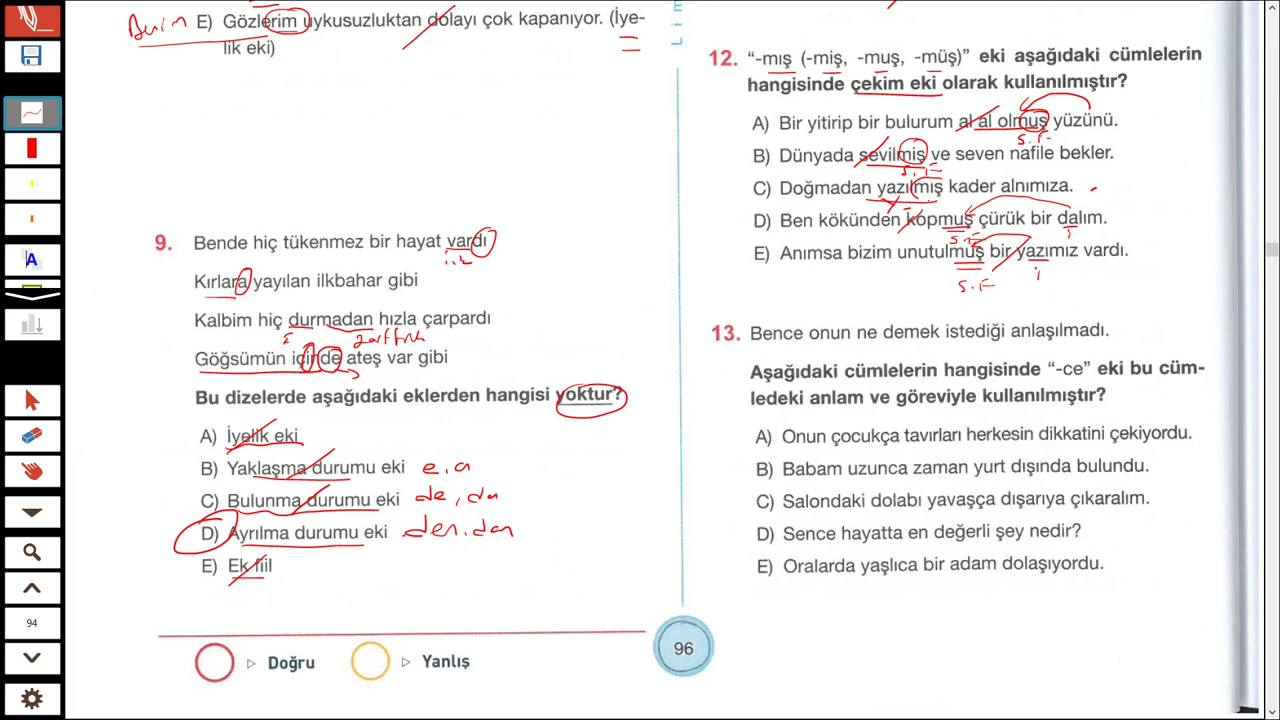 E) Gözlerim uykusuzluktan dolayı çok kapanıyor. (İye-
lik eki)
9. Bende hiç tükenmez bir hayat vardı
Kırlara yayılan ilkbahar gibi
Kalbim hiç durmadan hızla çarpardı
Göğsümün içinde ateş var gibi
Bu dizelerde aşağıdaki eklerden hangisi yoktur?
A) İyelik eki
B) Yaklaşma durumu eki e, a
C) Bulunma durumu eki de, da
D) Ayrılma durumu eki den, dan
E) Ek fiil
Doğru
Yanlış
Lim
12. “-mış (-miş, -muş, -müş)” eki aşağıdaki cümlelerin
hangisinde çekim eki olarak kullanılmıştır?
A) Bir yitirip bir bulurum al al olmuş yüzünü.
S.F
B) Dünyada sevilmiş ve seven nafile bekler.
S.F
C) Doğmadan yazılmış kader alnımıza.
D) Ben kökünden kopmuş çürük bir dalım.
S.F
E) Anımsa bizim unutulmuş bir yazımız vardı.
S.F
13. Bence onun ne demek istediği anlaşılmadı.
Aşağıdaki cümlelerin hangisinde “-ce” eki bu cüm-
ledeki anlam ve göreviyle kullanılmıştır?
A) Onun çocukça tavırları herkesin dikkatini çekiyordu.
B) Babam uzunca zaman yurt dışında bulundu.
C) Salondaki dolabı yavaşça dışarıya çıkaralım.
D) Sence hayatta en değerli şey nedir?
E) Oralarda yaşlıca bir adam dolaşıyordu.
96
A
94